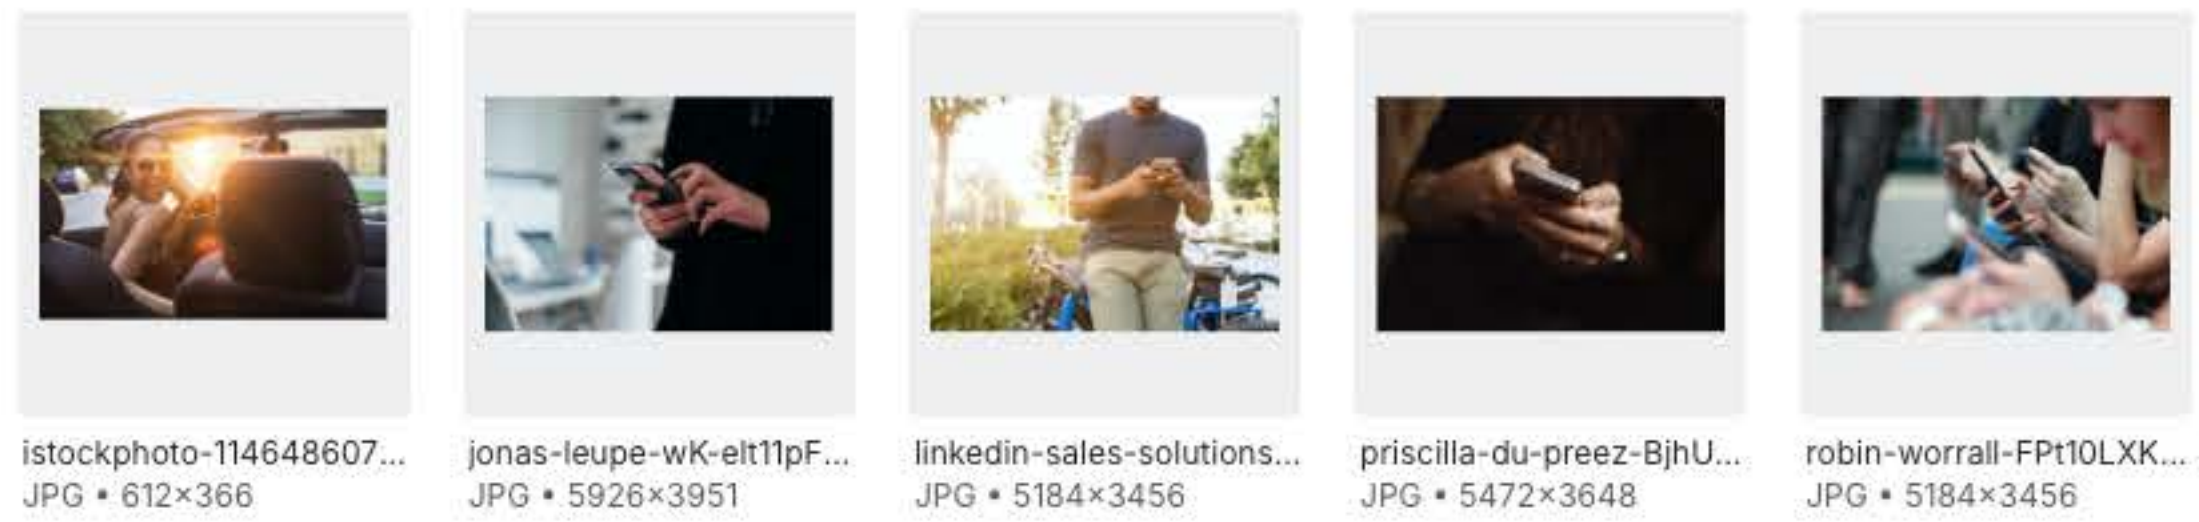 istockphoto-114648607...
JPG • 612×366
jonas-leupe-wK-elt11pF...
JPG • 5926×3951
linkedin-sales-solutions...
JPG • 5184×3456
priscilla-du-preez-BjhU...
JPG • 5472×3648
robin-worrall-FPt10LXK...
JPG • 5184×3456